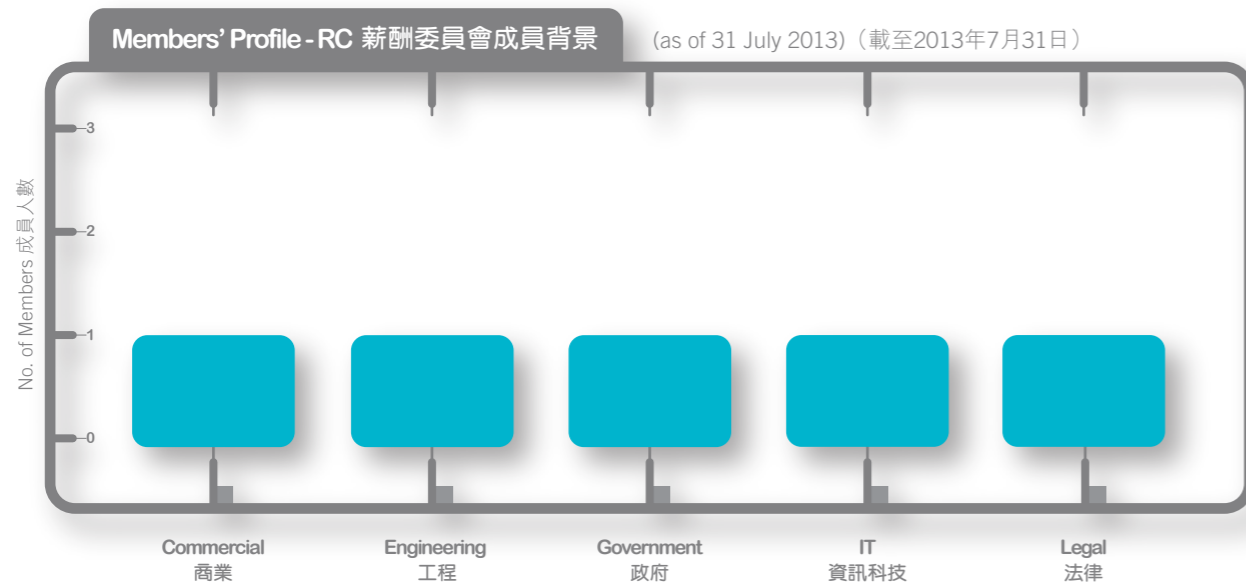 Members’ Profile - RC 薪酬委員會成員背景
(as of 31 July 2013)（截至2013年7月31日）
No. of Members 成員人數
3
2
1
0
Commercial
商業
Engineering
工程
Government
政府
IT
資訊科技
Legal
法律